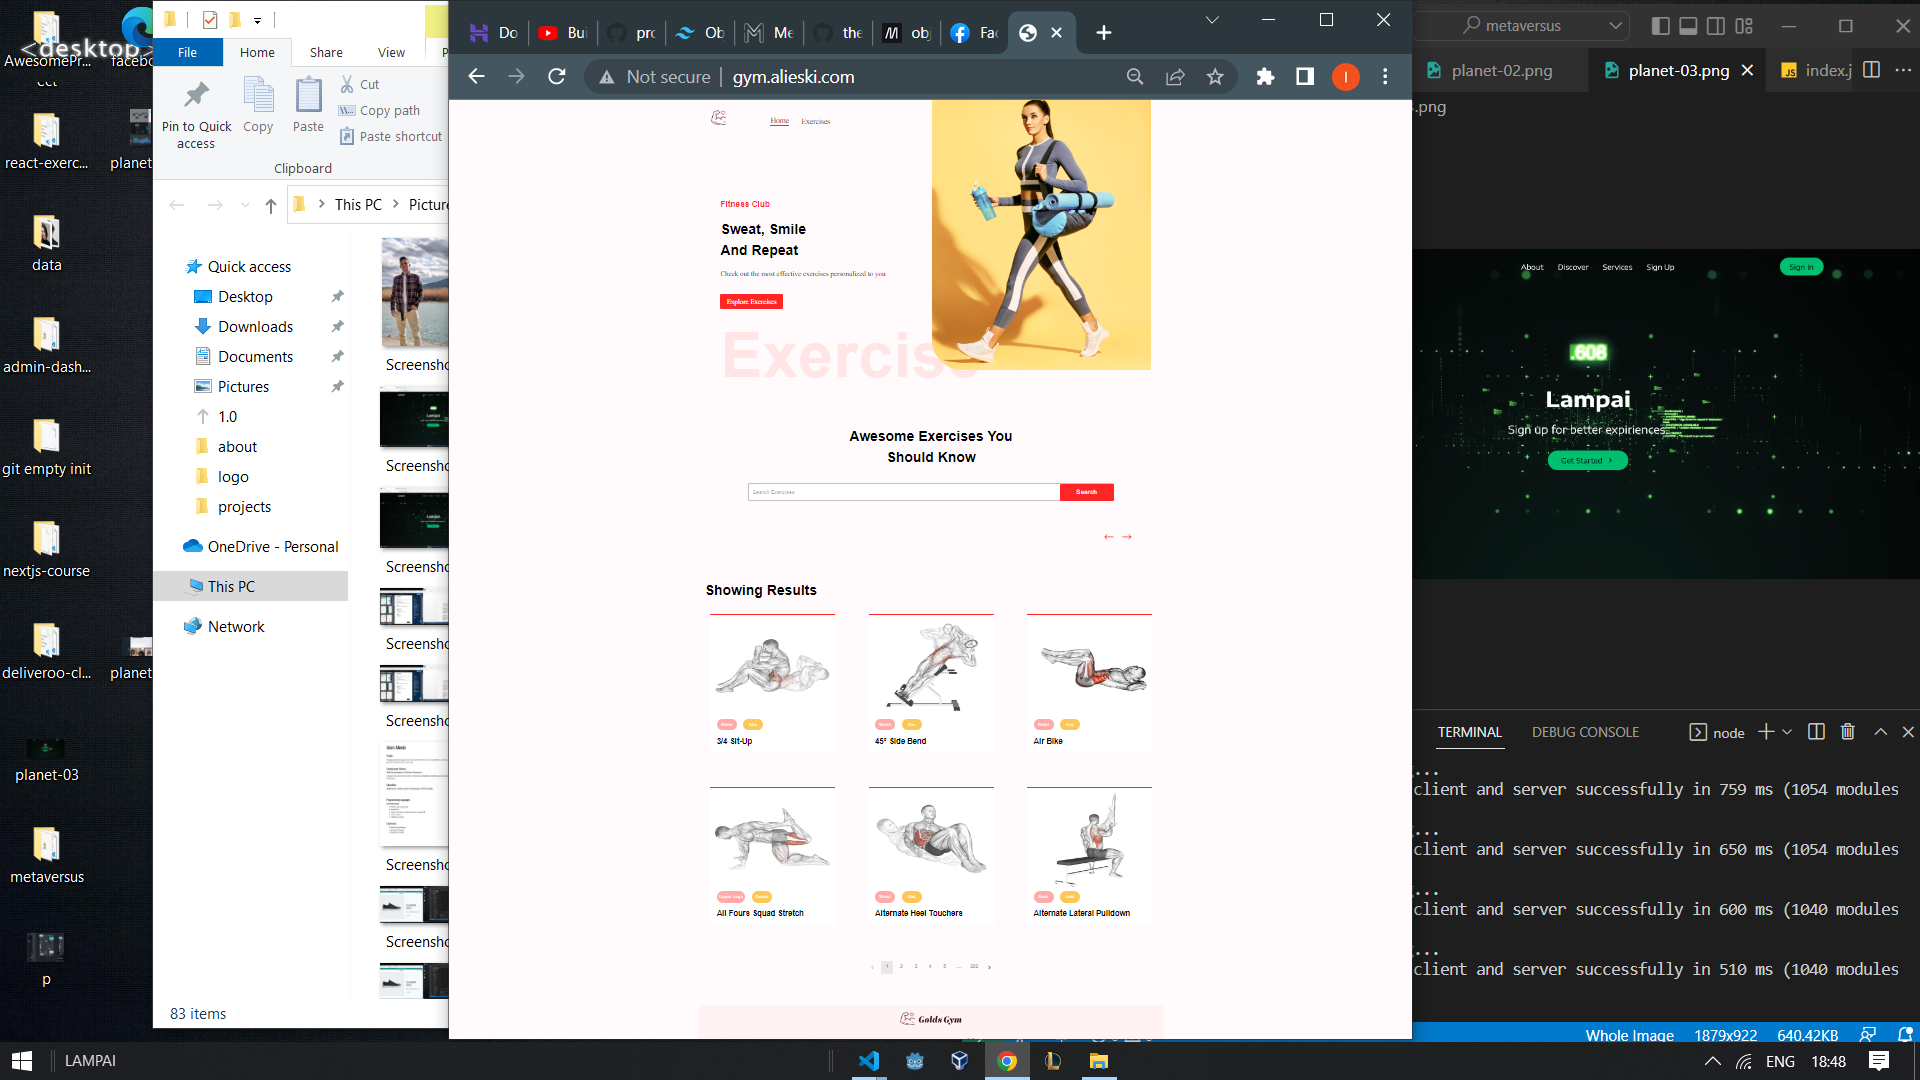 <desktop>
AwesomePr...
faceb
cct
react-exerc...
planet
data
admin-dash...
git empty init
nextjs-course
deliveroo-cl...
planet
planet-03
metaversus
p
File
Home
Share
View
P
Pin to Quick
access
Copy
Paste
Cut
Copy path
Paste shortcut
Clipboard
This PC
Picture
Quick access
Desktop
Downloads
Documents
Pictures
1.0
about
logo
projects
OneDrive - Personal
This PC
Network
Screensho
Screensho
Screensho
Screensho
Screensho
Screensho
Screensho
83 items
Do
Bui
pro
Ob
Me
the
obj
Fac
Not secure
gym.alieski.com
I
Home
Exercises
Fitness Club
Sweat, Smile
And Repeat
Check out the most effective exercises personalized to you
Explore Exercises
Exercise
Awesome Exercises You
Should Know
Search Exercises
Search
Showing Results
3/4 Sit-Up
45° Side Bend
Air Bike
All Fours Squad Stretch
Alternate Heel Touchers
Alternate Lateral Pulldown
1 2 3 4 5 ... 222
Golds Gym
metaversus
planet-02.png
planet-03.png
index.j
.png
About
Discover
Services
Sign Up
Sign In
.608
Lampai
Sign up for better expiriences
Get Started
TERMINAL
DEBUG CONSOLE
node
...
client and server successfully in 759 ms (1054 modules
...
client and server successfully in 650 ms (1054 modules
...
client and server successfully in 600 ms (1040 modules
...
client and server successfully in 510 ms (1040 modules
Whole Image
1879x922
640.42KB
LAMPAI
ENG
18:48